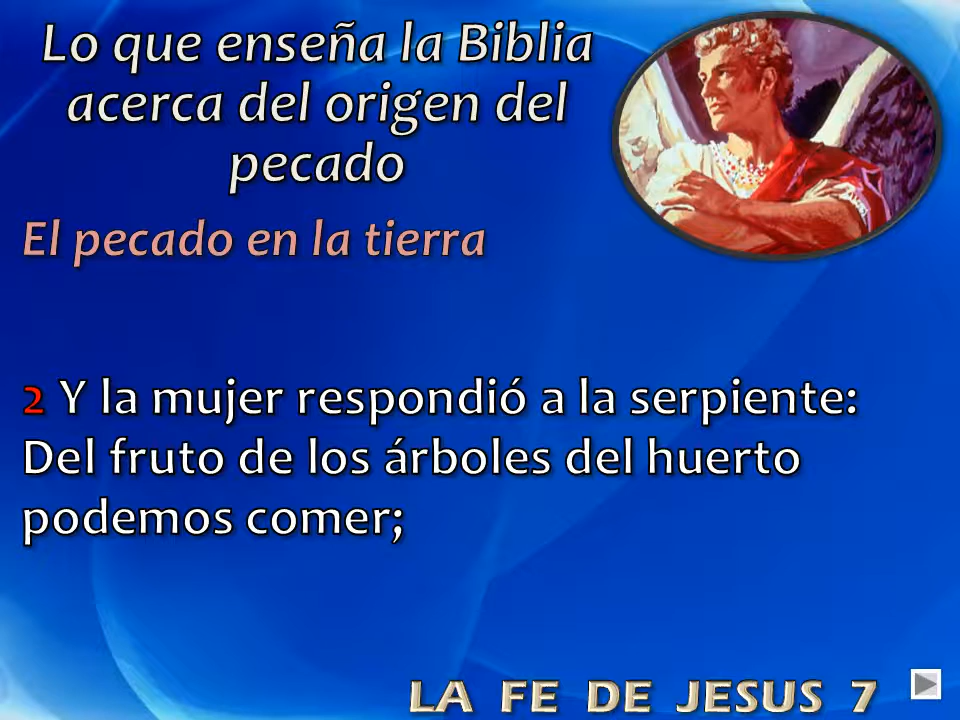 Lo que enseña la Biblia
acerca del origen del
pecado
El pecado en la tierra
2 Y la mujer respondió a la serpiente:
Del fruto de los árboles del huerto
podemos comer;
LA FE DE JESUS 7